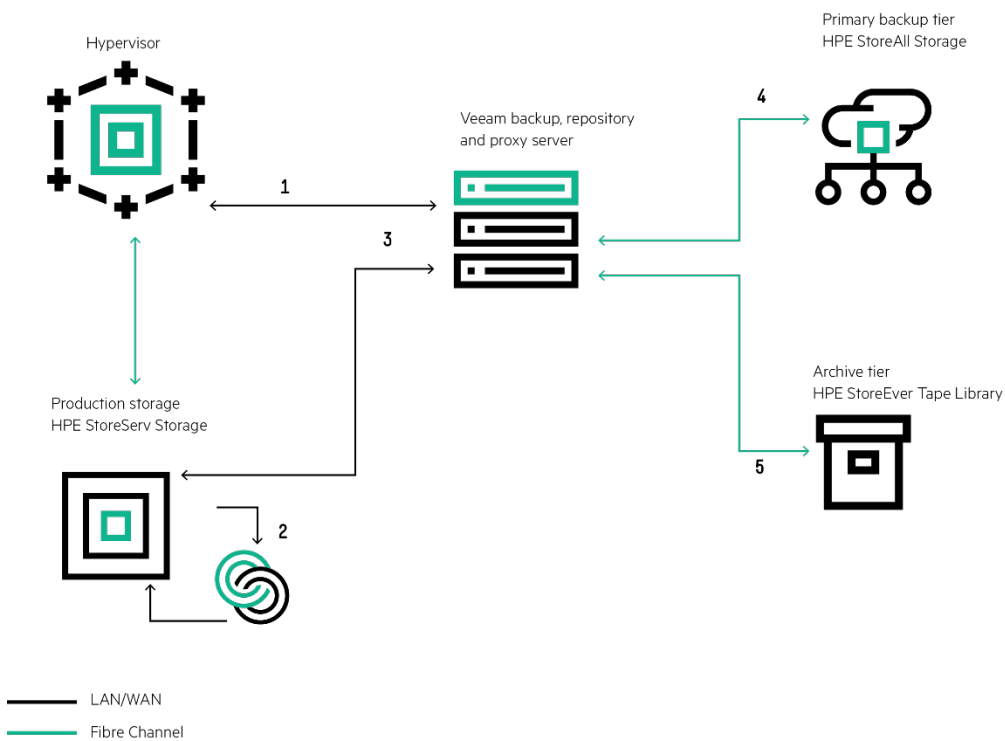 Hypervisor
Primary backup tier
HPE StoreAll Storage
Veeam backup, repository
and proxy server
1
2
3
4
5
Production storage
HPE StoreServ Storage
Archive tier
HPE StoreEver Tape Library
LAN/WAN
Fibre Channel